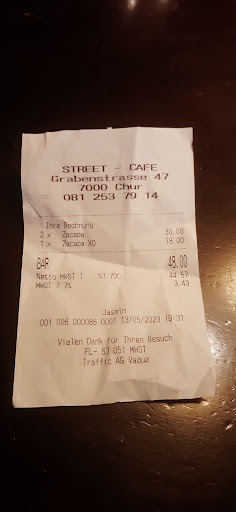 STREET - CAFE
Grabenstrasse 47
7000 Chur
081 253 79 14
Ihre Rechnung
2 x Zacapa 30.00
1 x Zacapa XO 18.00
BAR 48.00
Netto MWST 1 %7.700 44.57
MWST 7.7% 3.43
Jasmin
001 006 000086 0001 13/05/2023 19:31
Vielen Dank für Ihren Besuch
FL- 53 051 MWST
Traffic AG Vaduz